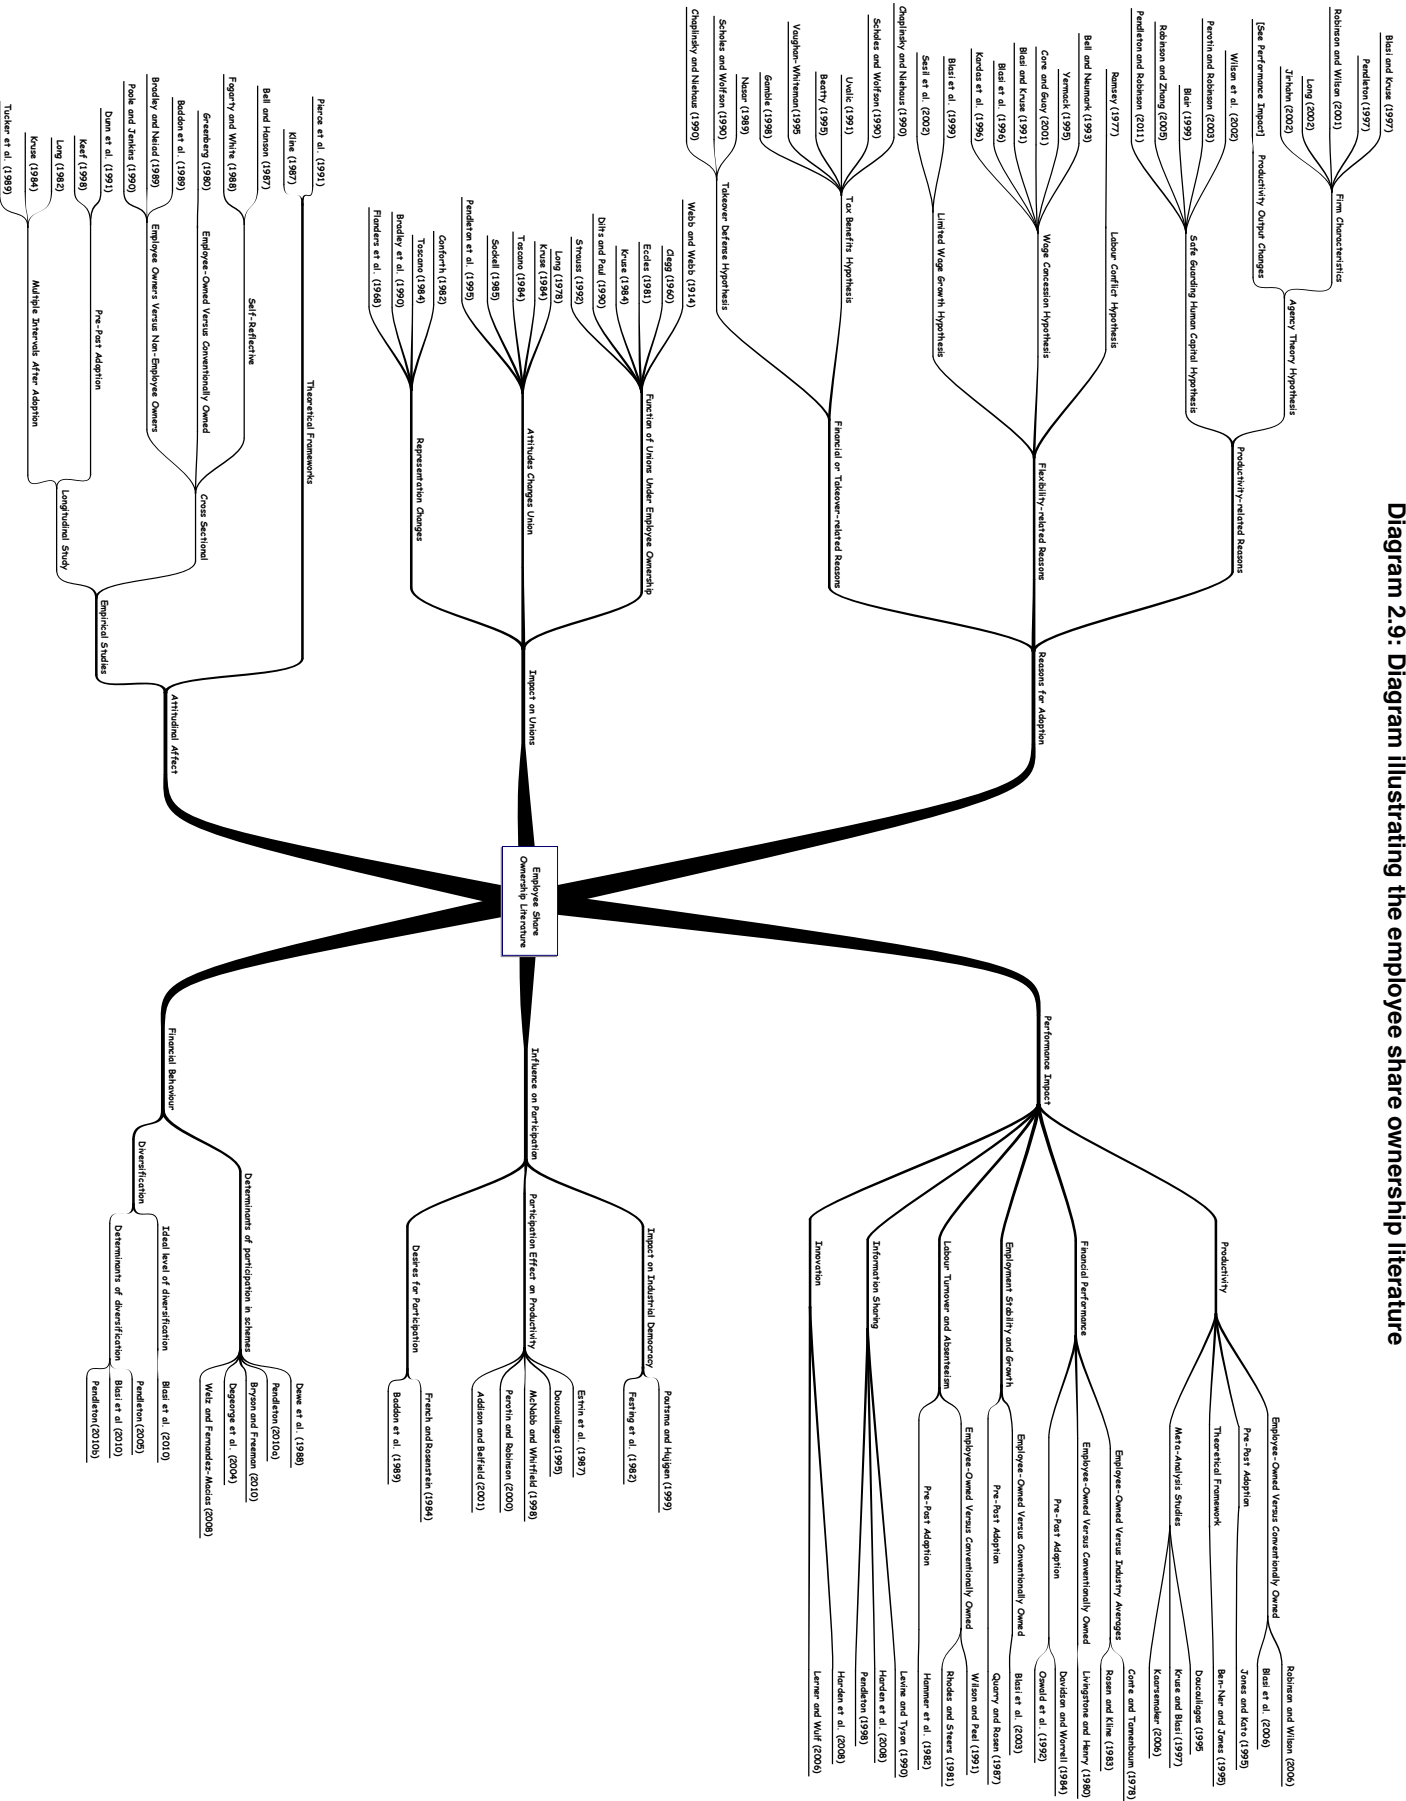 Diagram 2.9: Diagram illustrating the employee share ownership literature
Blasi and Kruse (1997)
Pendleton (1997)
Robinson and Wilson (2001)
Long (2002)
Jirhahn (2002)
Firm Characteristics
[See Performance Impact]
Productivity Output Changes
Agency Theory Hypothesis
Wilson et al. (2002)
Perotin and Robinson (2003)
Blair (1999)
Robinson and Zhang (2005)
Pendleton and Robinson (2011)
Safe Guarding Human Capital Hypothesis
Productivity-related Reasons
Ramsey (1977)
Labour Conflict Hypothesis
Bell and Neumark (1993)
Yermack (1995)
Core and Guay (2001)
Blasi and Kruse (1991)
Blasi et al. (1996)
Kardas et al. (1996)
Wage Concession Hypothesis
Blasi et al. (1999)
Sesil et al. (2002)
Limited Wage Growth Hypothesis
Flexibility-related Reasons
Chaplinsky and Niehaus (1990)
Scholes and Wolfson (1990)
Uvalic (1991)
Beatty (1995)
Vaughan-Whiteman(1995
Gamble (1998)
Tax Benefits Hypothesis
Nasar (1989)
Scholes and Wolfson (1990)
Chaplinsky and Niehaus (1990)
Takeover Defense Hypothesis
Financial or Takeover-related Reasons
Reasons for Adoption
Webb and Webb (1914)
Clegg (1960)
Eccles (1981)
Kruse (1984)
Dilts and Paul (1990)
Strauss (1992)
Function of Unions Under Employee Ownership
Long (1978)
Kruse (1984)
Toscano (1984)
Sockell (1985)
Pendleton et al. (1995)
Attitudes Changes Union
Conforth (1982)
Toscano (1984)
Bradley et al. (1990)
Flanders et al. (1968)
Representation Changes
Impact on Unions
Pierce et al. (1991)
Kline (1987)
Theoretical Frameworks
Bell and Hanson (1987)
Fogarty and White (1988)
Self-Reflective
Greenberg (1980)
Employee-Owned Versus Conventionally Owned
Baddon et al. (1989)
Bradley and Nejad (1989)
Poole and Jenkins (1990)
Employee Owners Versus Non-Employee Owners
Cross Sectional
Dunn et al. (1991)
Keef (1998)
Pre-Post Adoption
Long (1982)
Kruse (1984)
Tucker et al. (1989)
Multiple Intervals After Adoption
Longitudinal Study
Empirical Studies
Attitudinal Affect
Employee Share
Ownership Literature
Performance Impact
Productivity
Employee-Owned Versus Conventionally Owned
Robinson and Wilson (2006)
Blasi et al. (2006)
Pre-Post Adoption
Jones and Kato (1995)
Theoretical Framework
Ben-Ner and Jones (1995)
Meta-Analysis Studies
Doucouliagos (1995
Kruse and Blasi (1997)
Kaarsemaker (2006)
Financial Performance
Employee-Owned Versus Industry Averages
Conte and Tannenbaum (1978)
Rosen and Kline (1983)
Employee-Owned Versus Conventionally Owned
Livingstone and Henry (1980)
Pre-Post Adoption
Davidson and Worrell (1984)
Oswald et al. (1992)
Employment Stability and Growth
Employee-Owned Versus Conventionally Owned
Blasi et al. (2003)
Pre-Post Adoption
Quarry and Rosen (1987)
Labour Turnover and Absenteeism
Employee-Owned Versus Conventionally Owned
Wilson and Peel (1991)
Rhodes and Steers (1981)
Pre-Post Adoption
Hammer et al. (1982)
Information Sharing
Levine and Tyson (1990)
Harden et al. (2008)
Pendleton (1998)
Innovation
Harden et al. (2008)
Lerner and Wulf (2006)
Influence on Participation
Impact on Industrial Democracy
Poutsma and Hujigen (1999)
Festing et al. (1982)
Participation Effect on Productivity
Estrin et al. (1987)
Doucouliagos (1995)
McNabb and Whitfield (1998)
Perotin and Robinson (2000)
Addison and Belfield (2001)
Desires for Participation
French and Rosenstein (1984)
Baddon et al. (1989)
Financial Behaviour
Determinants of participation in schemes
Dewe et al. (1988)
Pendleton (2010a)
Bryson and Freeman (2010)
Degeorge et al. (2004)
Welz and Fernandez-Macias (2008)
Diversification
Ideal level of diversification
Blasi et al. (2010)
Determinants of diversification
Pendleton (2005)
Blasi et al (2010)
Pendleton (2010b)